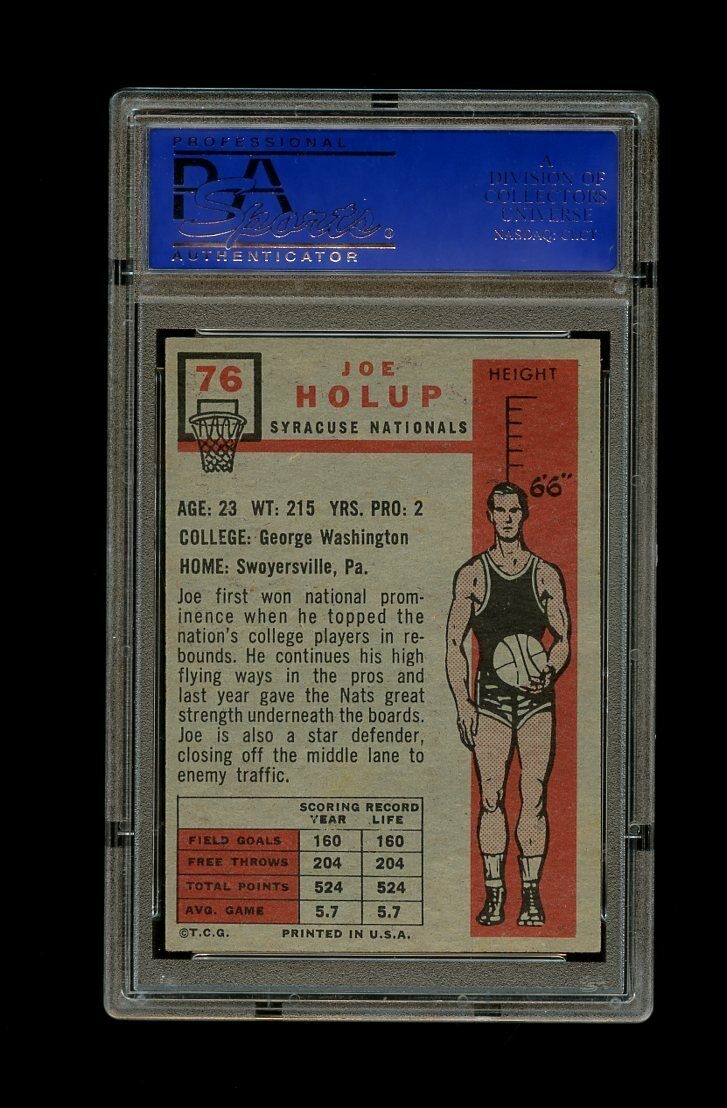 PROFESSIONAL
PSA
Sports
AUTHENTICATOR
A
DIVISION OF
COLLECTORS
UNIVERSE
NASDAQ: CLCT
76
JOE
HOLUP
SYRACUSE NATIONALS
HEIGHT
6'6"
AGE: 23 WT: 215 YRS. PRO: 2
COLLEGE: George Washington
HOME: Swoyersville, Pa.
Joe first won national prom-
inence when he topped the
nation's college players in re-
bounds. He continues his high
flying ways in the pros and
last year gave the Nats great
strength underneath the boards.
Joe is also a star defender,
closing off the middle lane to
enemy traffic.
SCORING RECORD
YEAR LIFE
FIELD GOALS 160 160
FREE THROWS 204 204
TOTAL POINTS 524 524
AVG. GAME 5.7 5.7
©T.C.G. PRINTED IN U.S.A.